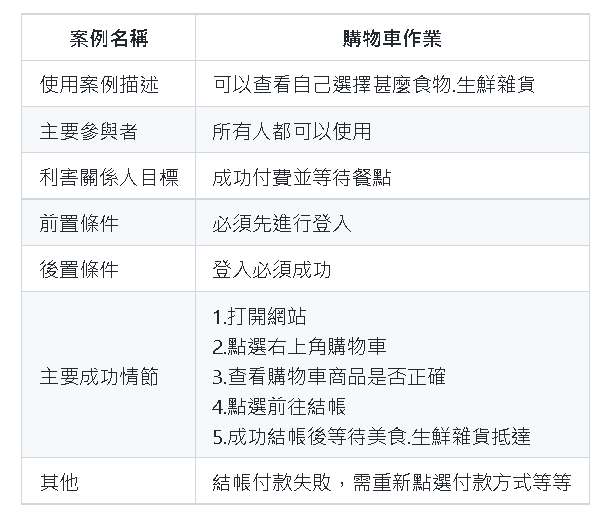 案例名稱 購物車作業
使用案例描述 可以查看自己選擇甚麼食物.生鮮雜貨
主要參與者 所有人都可以使用
利害關係人目標 成功付費並等待餐點
前置條件 必須先進行登入
後置條件 登入必須成功
主要成功情節
1.打開網站
2.點選右上角購物車
3.查看購物車商品是否正確
4.點選前往結帳
5.成功結帳後等待美食.生鮮雜貨抵達
其他 結帳付款失敗，需重新點選付款方式等等